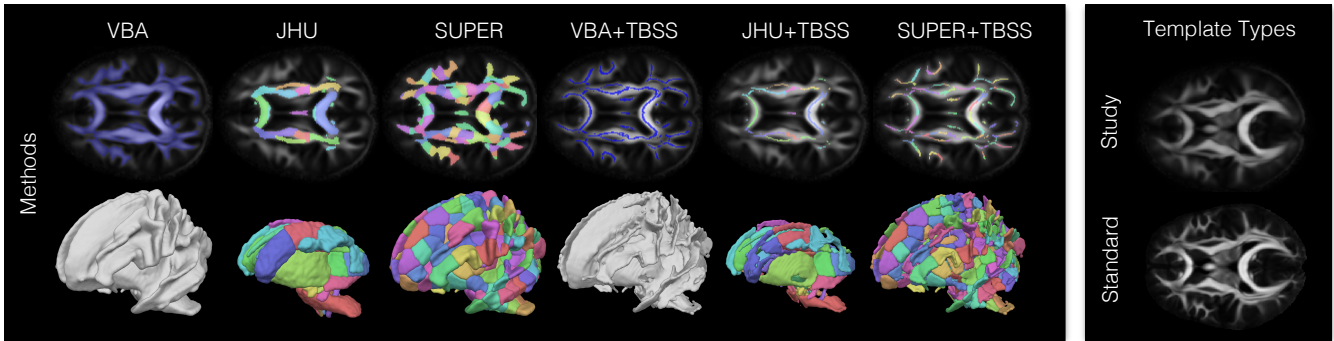 VBA
JHU
SUPER
VBA+TBSS
JHU+TBSS
SUPER+TBSS
Methods
Template Types
Study
Standard